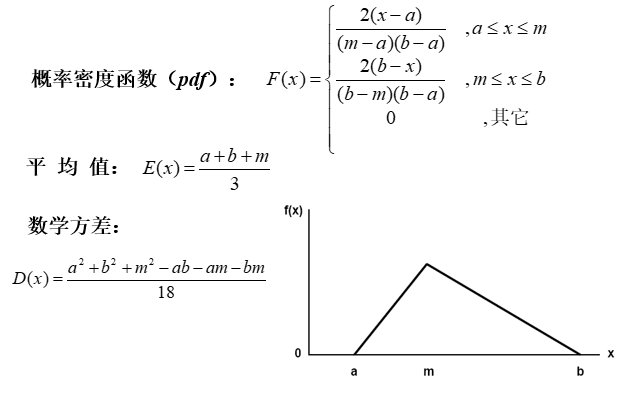 概率密度函数（pdf）： F(x) = { 2(x−a) / (m−a)(b−a) , a ≤ x ≤ m
2(b−x) / (b−m)(b−a) , m ≤ x ≤ b
0 , 其它
平 均 值： E(x) = a+b+m / 3
数学方差：
D(x) = a² + b² + m² − ab − am − bm / 18
f(x)
0
x
a m b